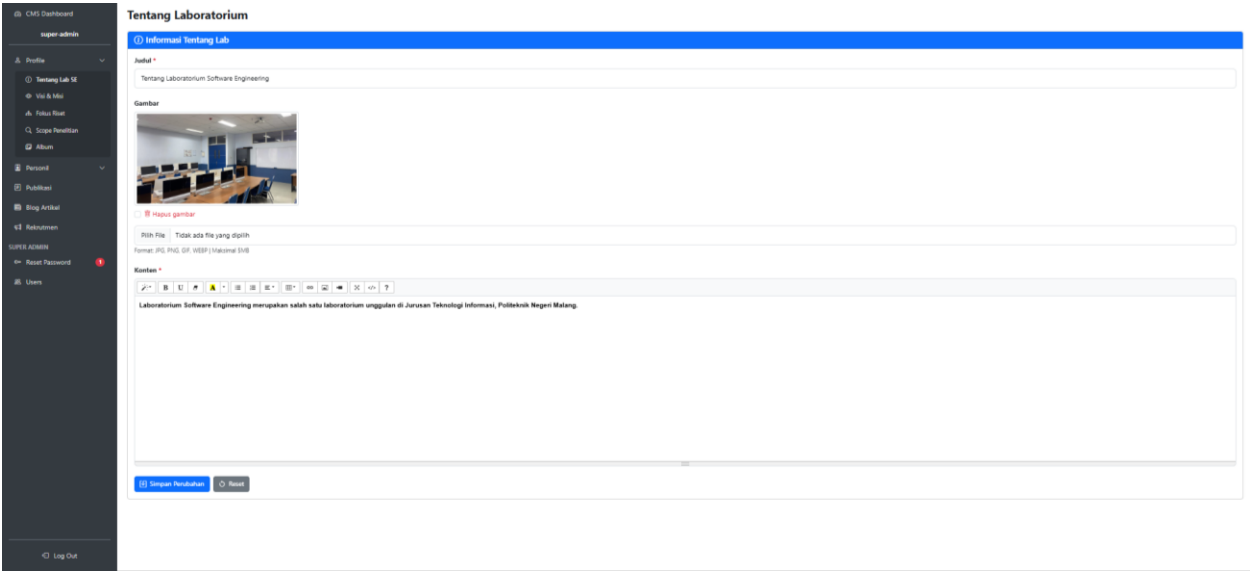 CMS Dashboard
super-admin
Profile
Tentang Lab SE
Visi & Misi
Fokus Riset
Scope Penelitian
Album
Personil
Publikasi
Blog Artikel
Rekrutmen
SUPER ADMIN
Reset Password 1
Users
Log Out
Tentang Laboratorium
Informasi Tentang Lab
Judul *
Tentang Laboratorium Software Engineering
Gambar
Hapus gambar
Pilih File Tidak ada file yang dipilih
Format: JPG, PNG, GIF, WEBP | Maksimal 5MB
Konten *
B U A ?
Laboratorium Software Engineering merupakan salah satu laboratorium unggulan di Jurusan Teknologi Informasi, Politeknik Negeri Malang.
Simpan Perubahan Reset